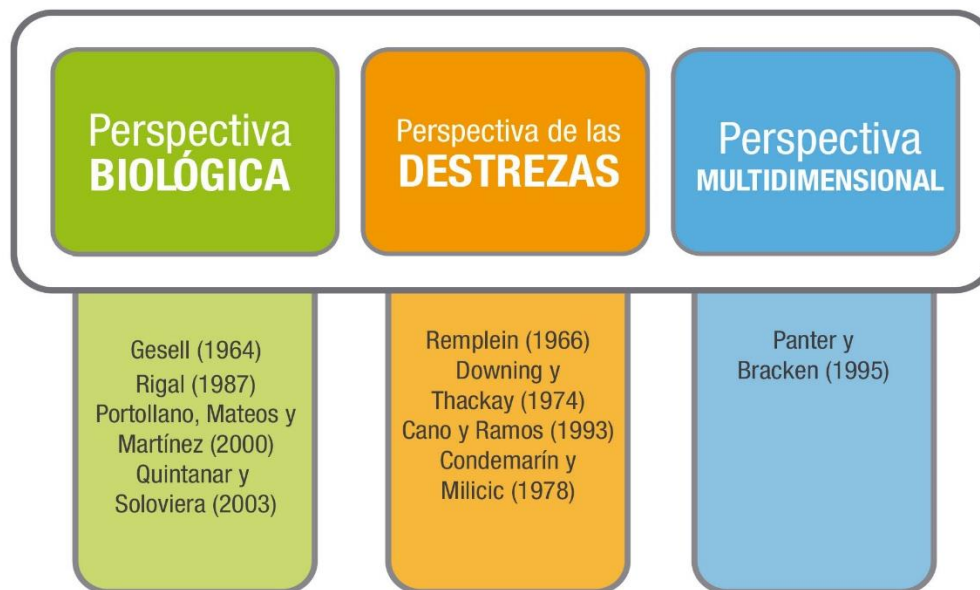 Perspectiva
BIOLÓGICA
Perspectiva de las
DESTREZAS
Perspectiva
MULTIDIMENSIONAL
Gesell (1964)
Rigal (1987)
Portollano, Mateos y
Martínez (2000)
Quintanar y
Soloviera (2003)
Remplein (1966)
Downing y
Thackay (1974)
Cano y Ramos (1993)
Condemarín y
Milicic (1978)
Panter y
Bracken (1995)